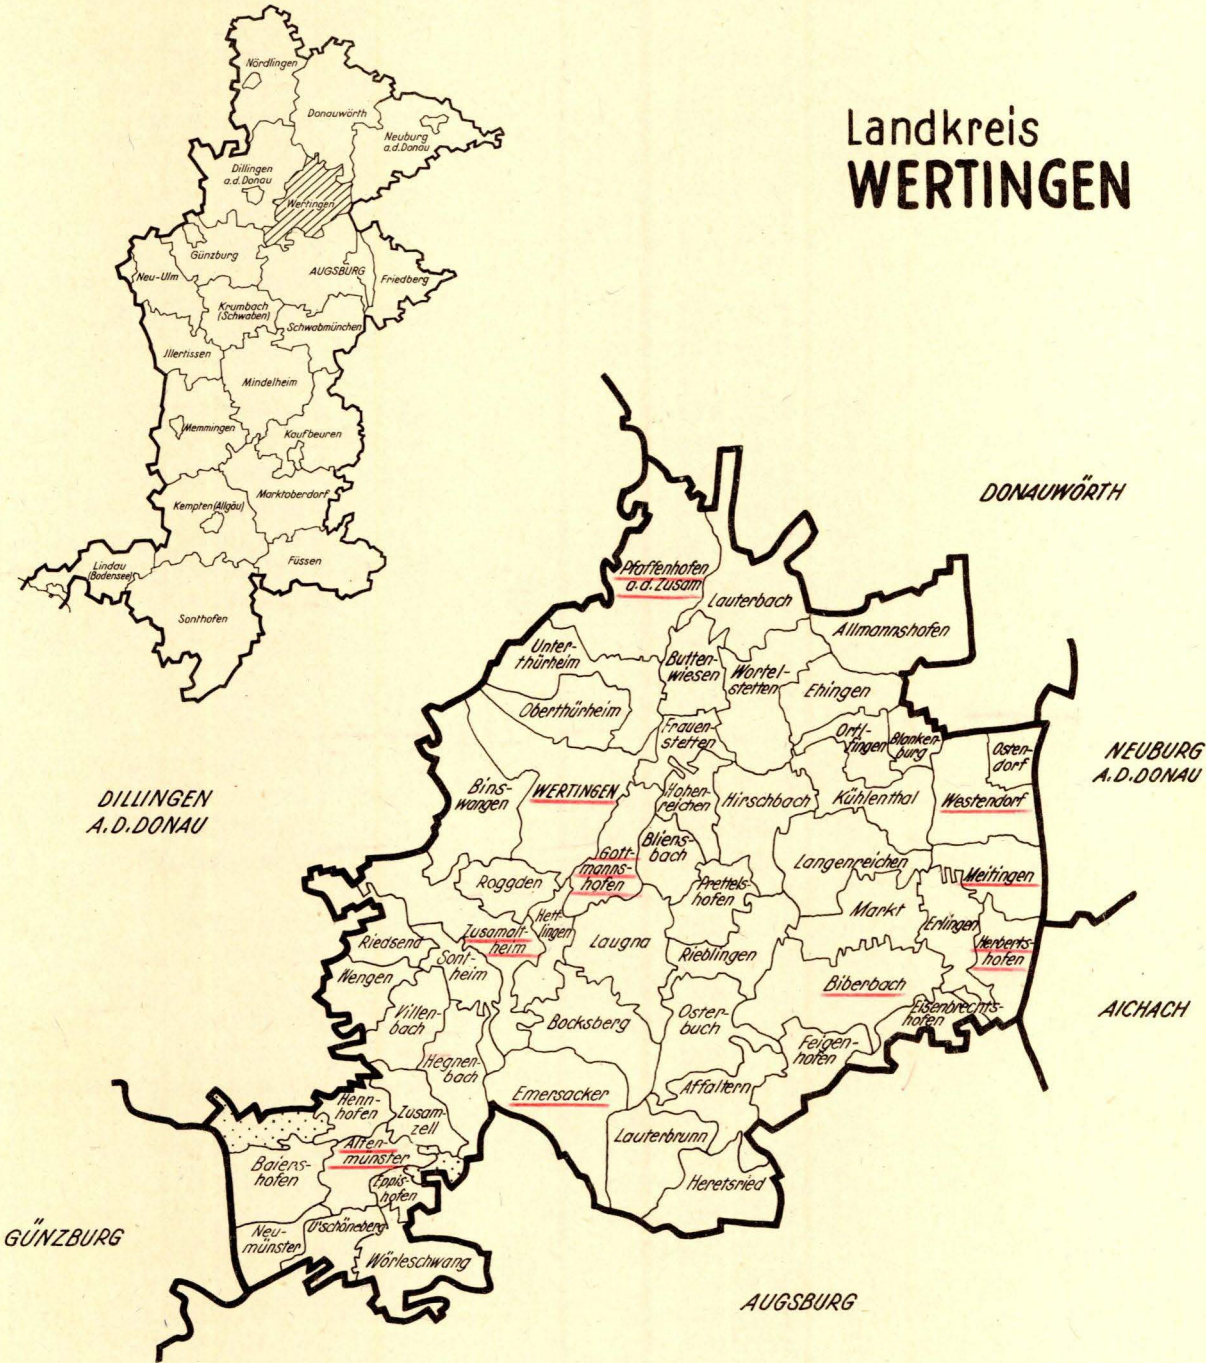 Landkreis
WERTINGEN
Nördlingen
Donauwörth
Neuburg
a.d.Donau
Dillingen
a.d.Donau
Wertingen
Günzburg
Neu-Ulm
AUGSBURG
Friedberg
Krumbach
(Schwaben)
Schwabmünchen
Jllertissen
Mindelheim
Memmingen
Kaufbeuren
Marktoberdorf
Kempten (Allgäu)
Lindau
(Bodensee)
Füssen
Sonthofen
DONAUWÖRTH
Pfaffenhofen
a.d.Zusam
Lauterbach
Allmannshofen
Unter-
thürheim
Butten-
wiesen
Wortel-
stetten
Ehingen
Oberthürheim
Frauen-
stetten
Ortl-
fingen
Blanken-
burg
Osten-
dorf
NEUBURG
A.D.DONAU
DILLINGEN
A.D.DONAU
Bins-
wangen
WERTINGEN
Hohen-
reichen
Hirschbach
Kühlenthal
Westendorf
Gott-
manns-
hofen
Bliens-
bach
Langenreichen
Meitingen
Roggden
Prettels-
hofen
Markt
Erlingen
Herberts-
hofen
Hett-
lingen
Zusamalt-
heim
Laugna
Rieblingen
Riedsend
Sont-
heim
Wengen
Biberbach
Villen-
bach
Bocksberg
Oster-
buch
Eisenbrechts-
hofen
AICHACH
Feigen-
hofen
Hegnen-
bach
Emersacker
Affaltern
Henn-
hofen
Zusam-
zell
Lauterbrunn
Alten-
münster
Baiers-
hofen
Eppis-
hofen
Heretsried
GÜNZBURG
Neu-
münster
U'schöneberg
Wörleschwang
AUGSBURG